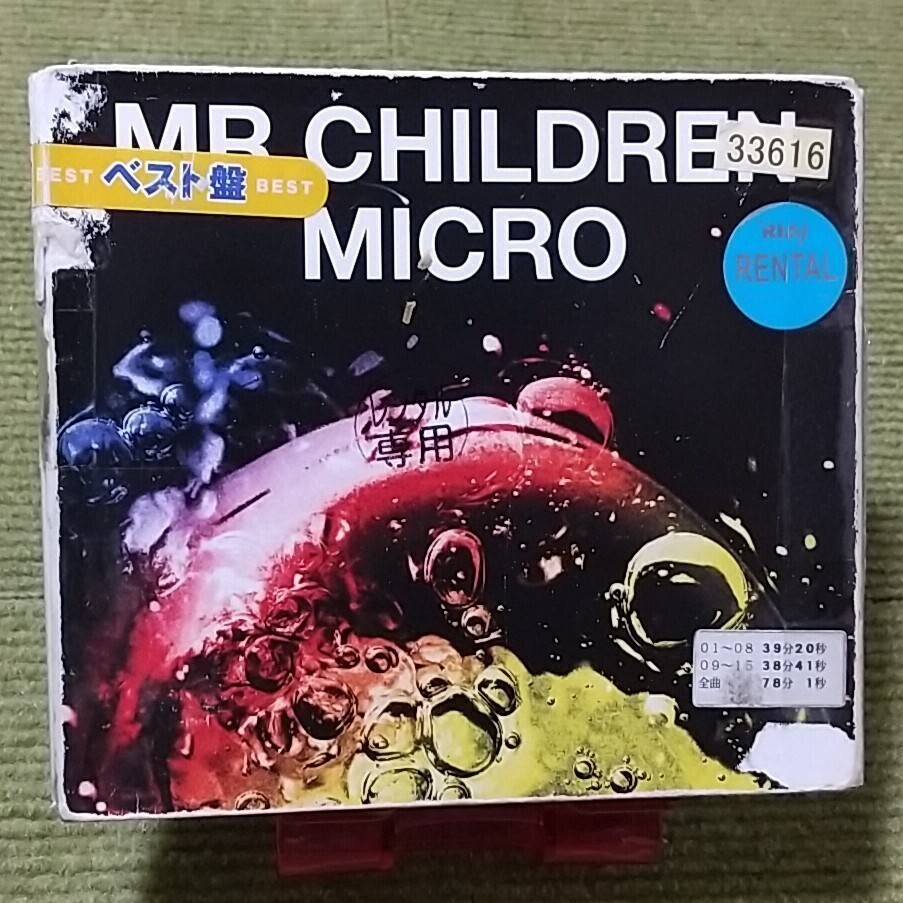 MR.CHILDREN
33616
BEST ベスト盤 BEST
MICRO
RENTAL
レンタル
専用
01～08 39分20秒
09～15 38分41秒
全曲 78分 1秒